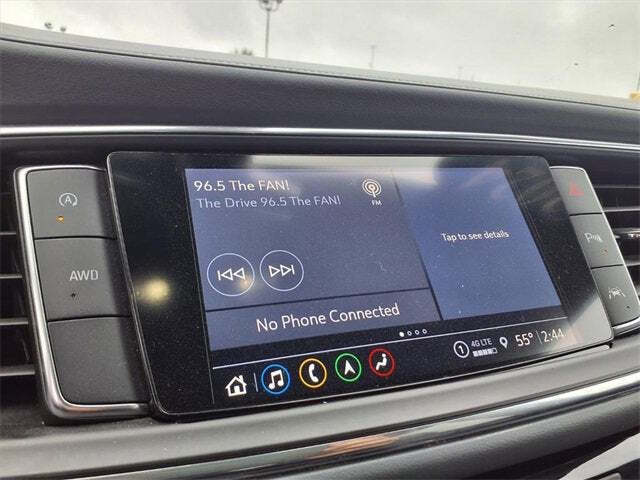 96.5 The FAN!
The Drive 96.5 The FAN!
FM
Tap to see details
A
AWD
No Phone Connected
1 4G LTE 55° 2:44